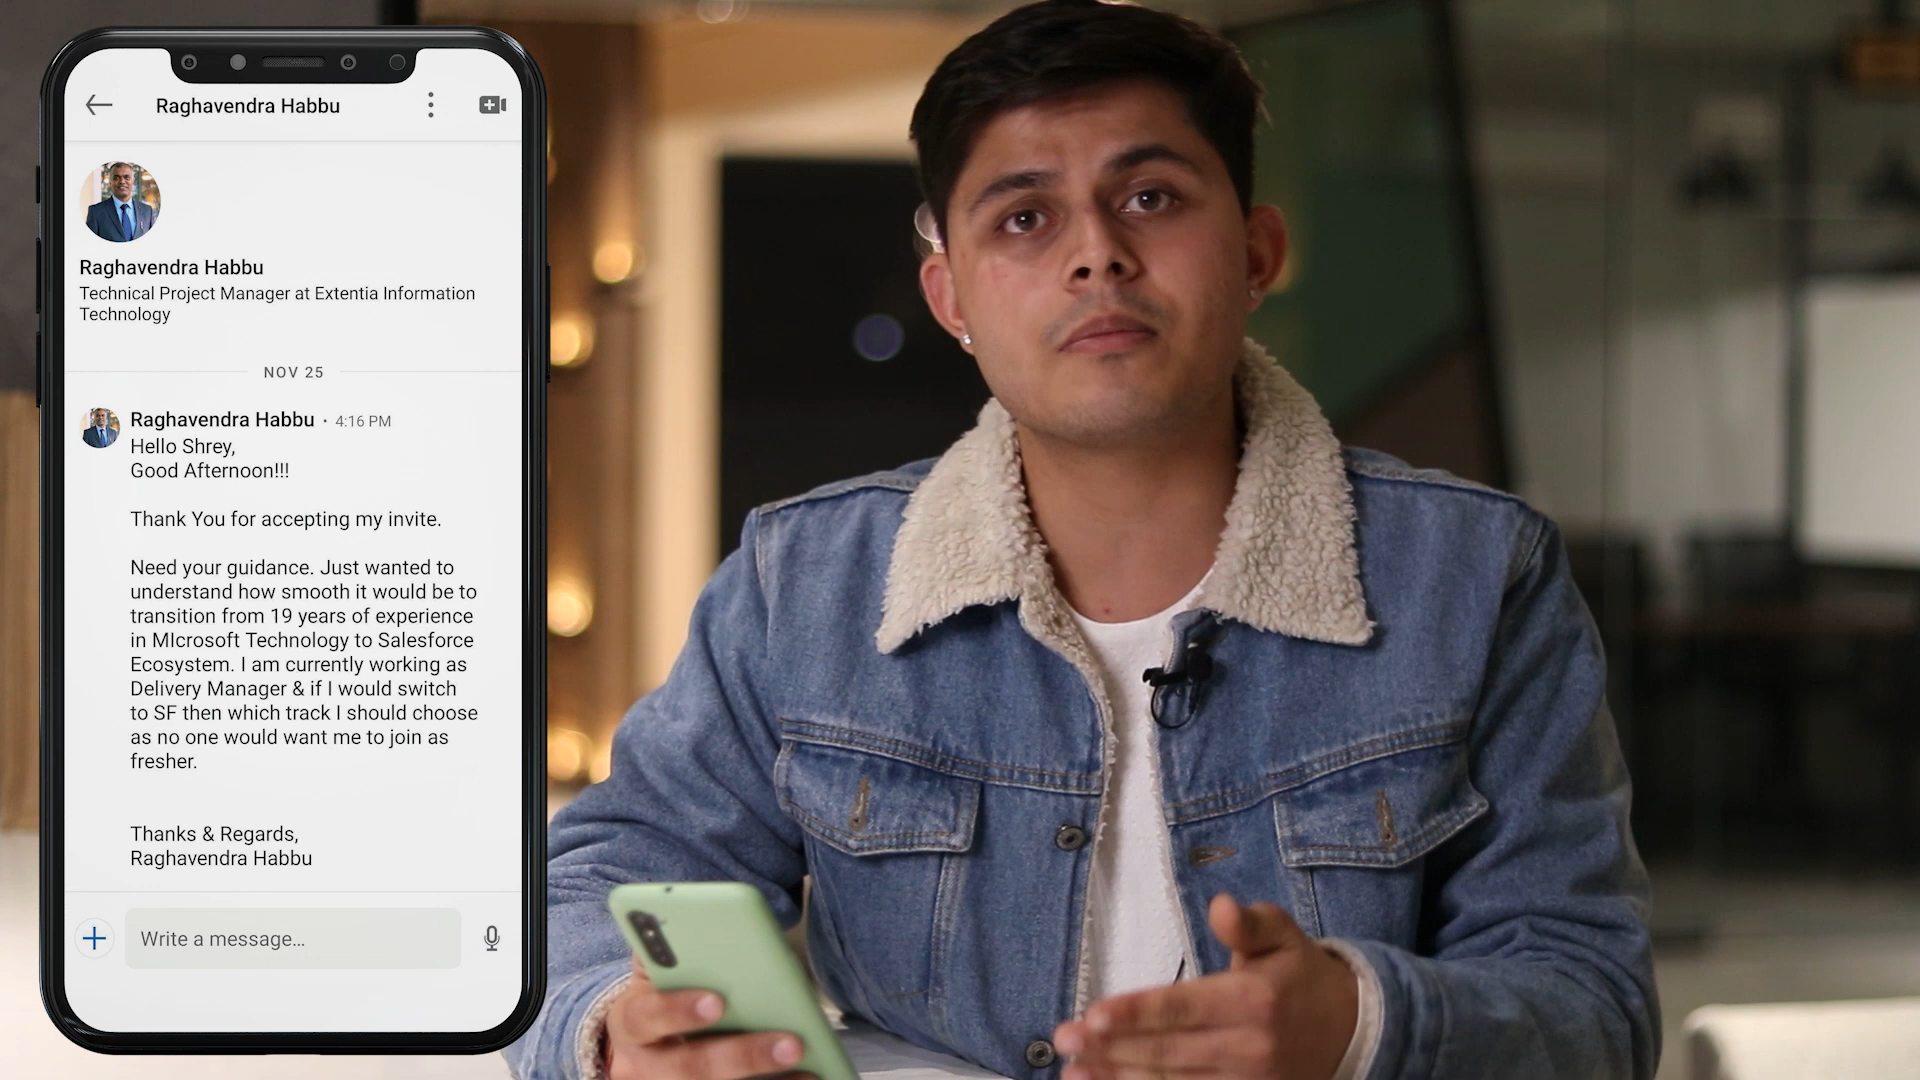 Raghavendra Habbu
Raghavendra Habbu
Technical Project Manager at Extentia Information
Technology
NOV 25
Raghavendra Habbu • 4:16 PM
Hello Shrey,
Good Afternoon!!!
Thank You for accepting my invite.
Need your guidance. Just wanted to
understand how smooth it would be to
transition from 19 years of experience
in MIcrosoft Technology to Salesforce
Ecosystem. I am currently working as
Delivery Manager & if I would switch
to SF then which track I should choose
as no one would want me to join as
fresher.
Thanks & Regards,
Raghavendra Habbu
Write a message...